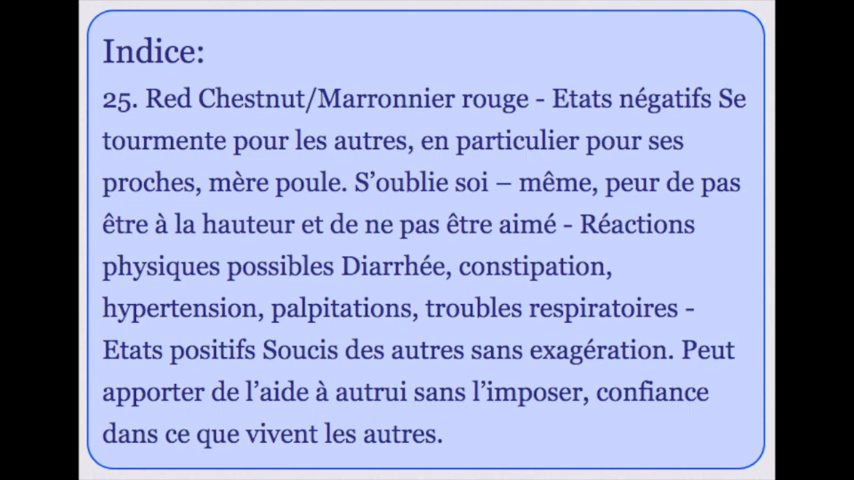 Indice:
25. Red Chestnut/Marronnier rouge - Etats négatifs Se
tourmente pour les autres, en particulier pour ses
proches, mère poule. S'oublie soi – même, peur de pas
être à la hauteur et de ne pas être aimé - Réactions
physiques possibles Diarrhée, constipation,
hypertension, palpitations, troubles respiratoires -
Etats positifs Soucis des autres sans exagération. Peut
apporter de l'aide à autrui sans l'imposer, confiance
dans ce que vivent les autres.